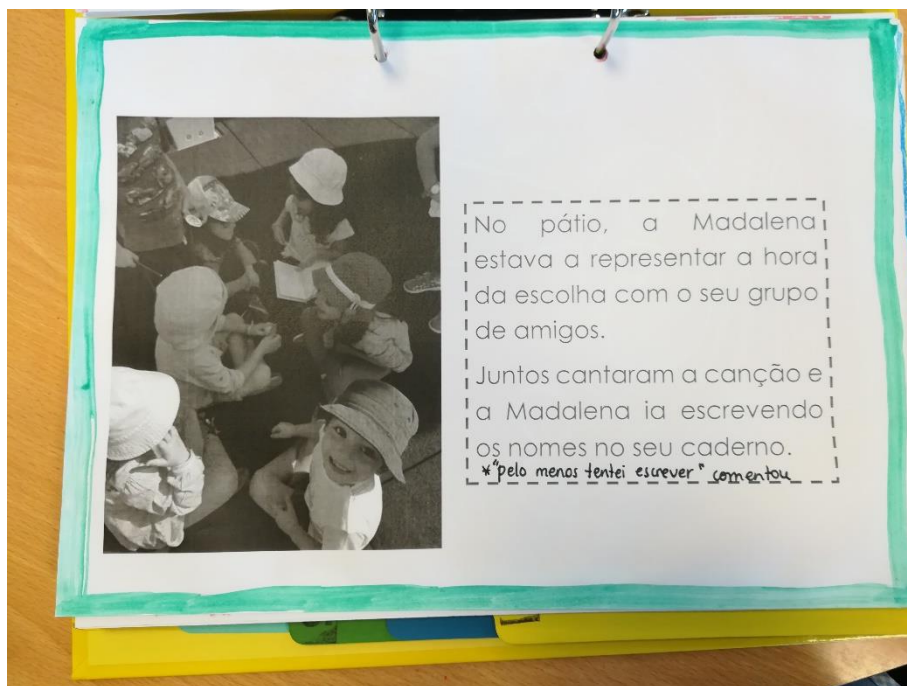 No pátio, a Madalena
estava a representar a hora
da escolha com o seu grupo
de amigos.
Juntos cantaram a canção e
a Madalena ia escrevendo
os nomes no seu caderno.
*"pelo menos tentei escrever" comentou